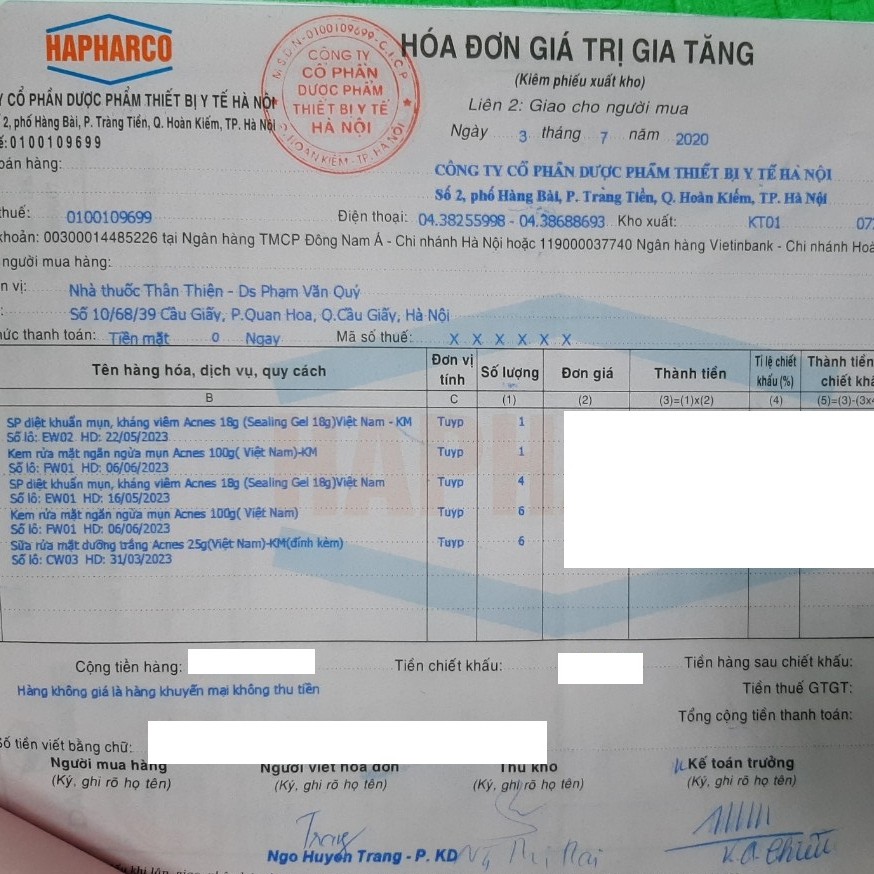 HAPHARCO
HÓA ĐƠN GIÁ TRỊ GIA TĂNG
(Kiêm phiếu xuất kho)
Liên 2: Giao cho người mua
Ngày 3 tháng 7 năm 2020
M.S.D.N-0100109699-C.T.C.P
CÔNG TY
CỔ PHẦN
DƯỢC PHẨM
THIẾT BỊ Y TẾ
HÀ NỘI
HOÀN KIẾM - TP. HÀ NỘI
Y CỔ PHẦN DƯỢC PHẨM THIẾT BỊ Y TẾ HÀ NỘI
2, phố Hàng Bài, P. Tràng Tiền, Q. Hoàn Kiếm, TP. Hà Nội
: 0100109699
bán hàng:
CÔNG TY CỔ PHẦN DƯỢC PHẨM THIẾT BỊ Y TẾ HÀ NỘI
Số 2, phố Hàng Bài, P. Tràng Tiền, Q. Hoàn Kiếm, TP. Hà Nội
thuế: 0100109699 Điện thoại: 04.38255998 - 04.38688693 Kho xuất: KT01 07
khoản: 00300014485226 tại Ngân hàng TMCP Đông Nam Á - Chi nhánh Hà Nội hoặc 119000037740 Ngân hàng Vietinbank - Chi nhánh Hoà
người mua hàng:
n vị: Nhà thuốc Thân Thiện - Ds Phạm Văn Quý
: Số 10/68/39 Cầu Giấy, P.Quan Hoa, Q.Cầu Giấy, Hà Nội
hức thanh toán: Tiền mặt 0 Ngay Mã số thuế: X X X X X X
Tên hàng hóa, dịch vụ, quy cách Đơn vị tính Số lượng Đơn giá Thành tiền Tỉ lệ chiết khấu (%) Thành tiền chiết khấ
B C (1) (2) (3)=(1)x(2) (4) (5)=(3)-(3x4
SP diệt khuẩn mụn, kháng viêm Acnes 18g (Sealing Gel 18g)Việt Nam - KM Tuyp 1
Số lô: EW02 HD: 22/05/2023
Kem rửa mặt ngăn ngừa mụn Acnes 100g( Việt Nam)-KM Tuyp 1
Số lô: FW01 HD: 06/06/2023
SP diệt khuẩn mụn, kháng viêm Acnes 18g (Sealing Gel 18g)Việt Nam Tuyp 4
Số lô: EW01 HD: 16/05/2023
Kem rửa mặt ngăn ngừa mụn Acnes 100g( Việt Nam) Tuyp 6
Số lô: FW01 HD: 06/06/2023
Sữa rửa mặt dưỡng trắng Acnes 25g(Việt Nam)-KM(đính kèm) Tuyp 6
Số lô: CW03 HD: 31/03/2023
HAPHA
Cộng tiền hàng: Tiền chiết khấu: Tiền hàng sau chiết khấu:
Hàng không giá là hàng khuyến mại không thu tiền Tiền thuế GTGT:
Tổng cộng tiền thanh toán:
Số tiền viết bằng chữ:
Người mua hàng Người viết hóa đơn Thủ kho Kế toán trưởng
(Ký, ghi rõ họ tên) (Ký, ghi rõ họ tên) (Ký, ghi rõ họ tên) (Ký, ghi rõ họ tên)
Trang
Ngo Huyền Trang - P. KD